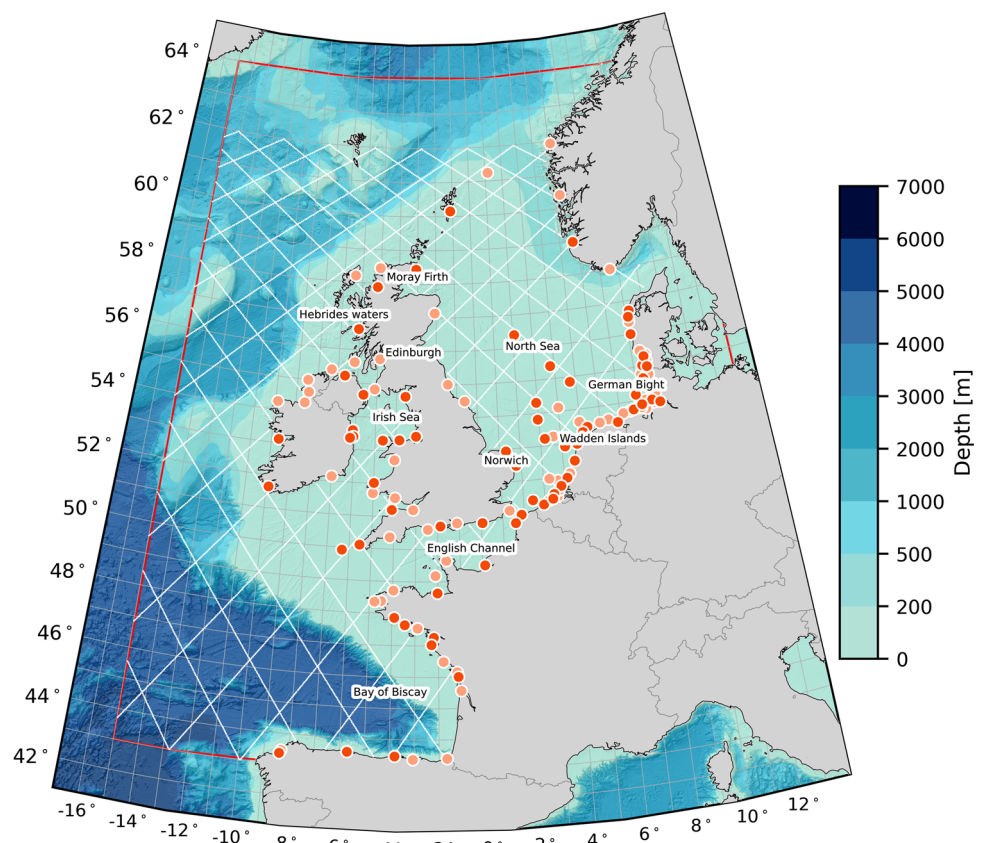 64°
62°
60°
58°
56°
54°
52°
50°
48°
46°
44°
42°
-16°
-14°
-12°
-10°
2°
4°
6°
8°
10°
12°
Moray Firth
Hebrides waters
Edinburgh
North Sea
German Bight
Irish Sea
Wadden Islands
Norwich
English Channel
Bay of Biscay
7000
6000
5000
4000
3000
2000
1000
500
200
0
Depth [m]